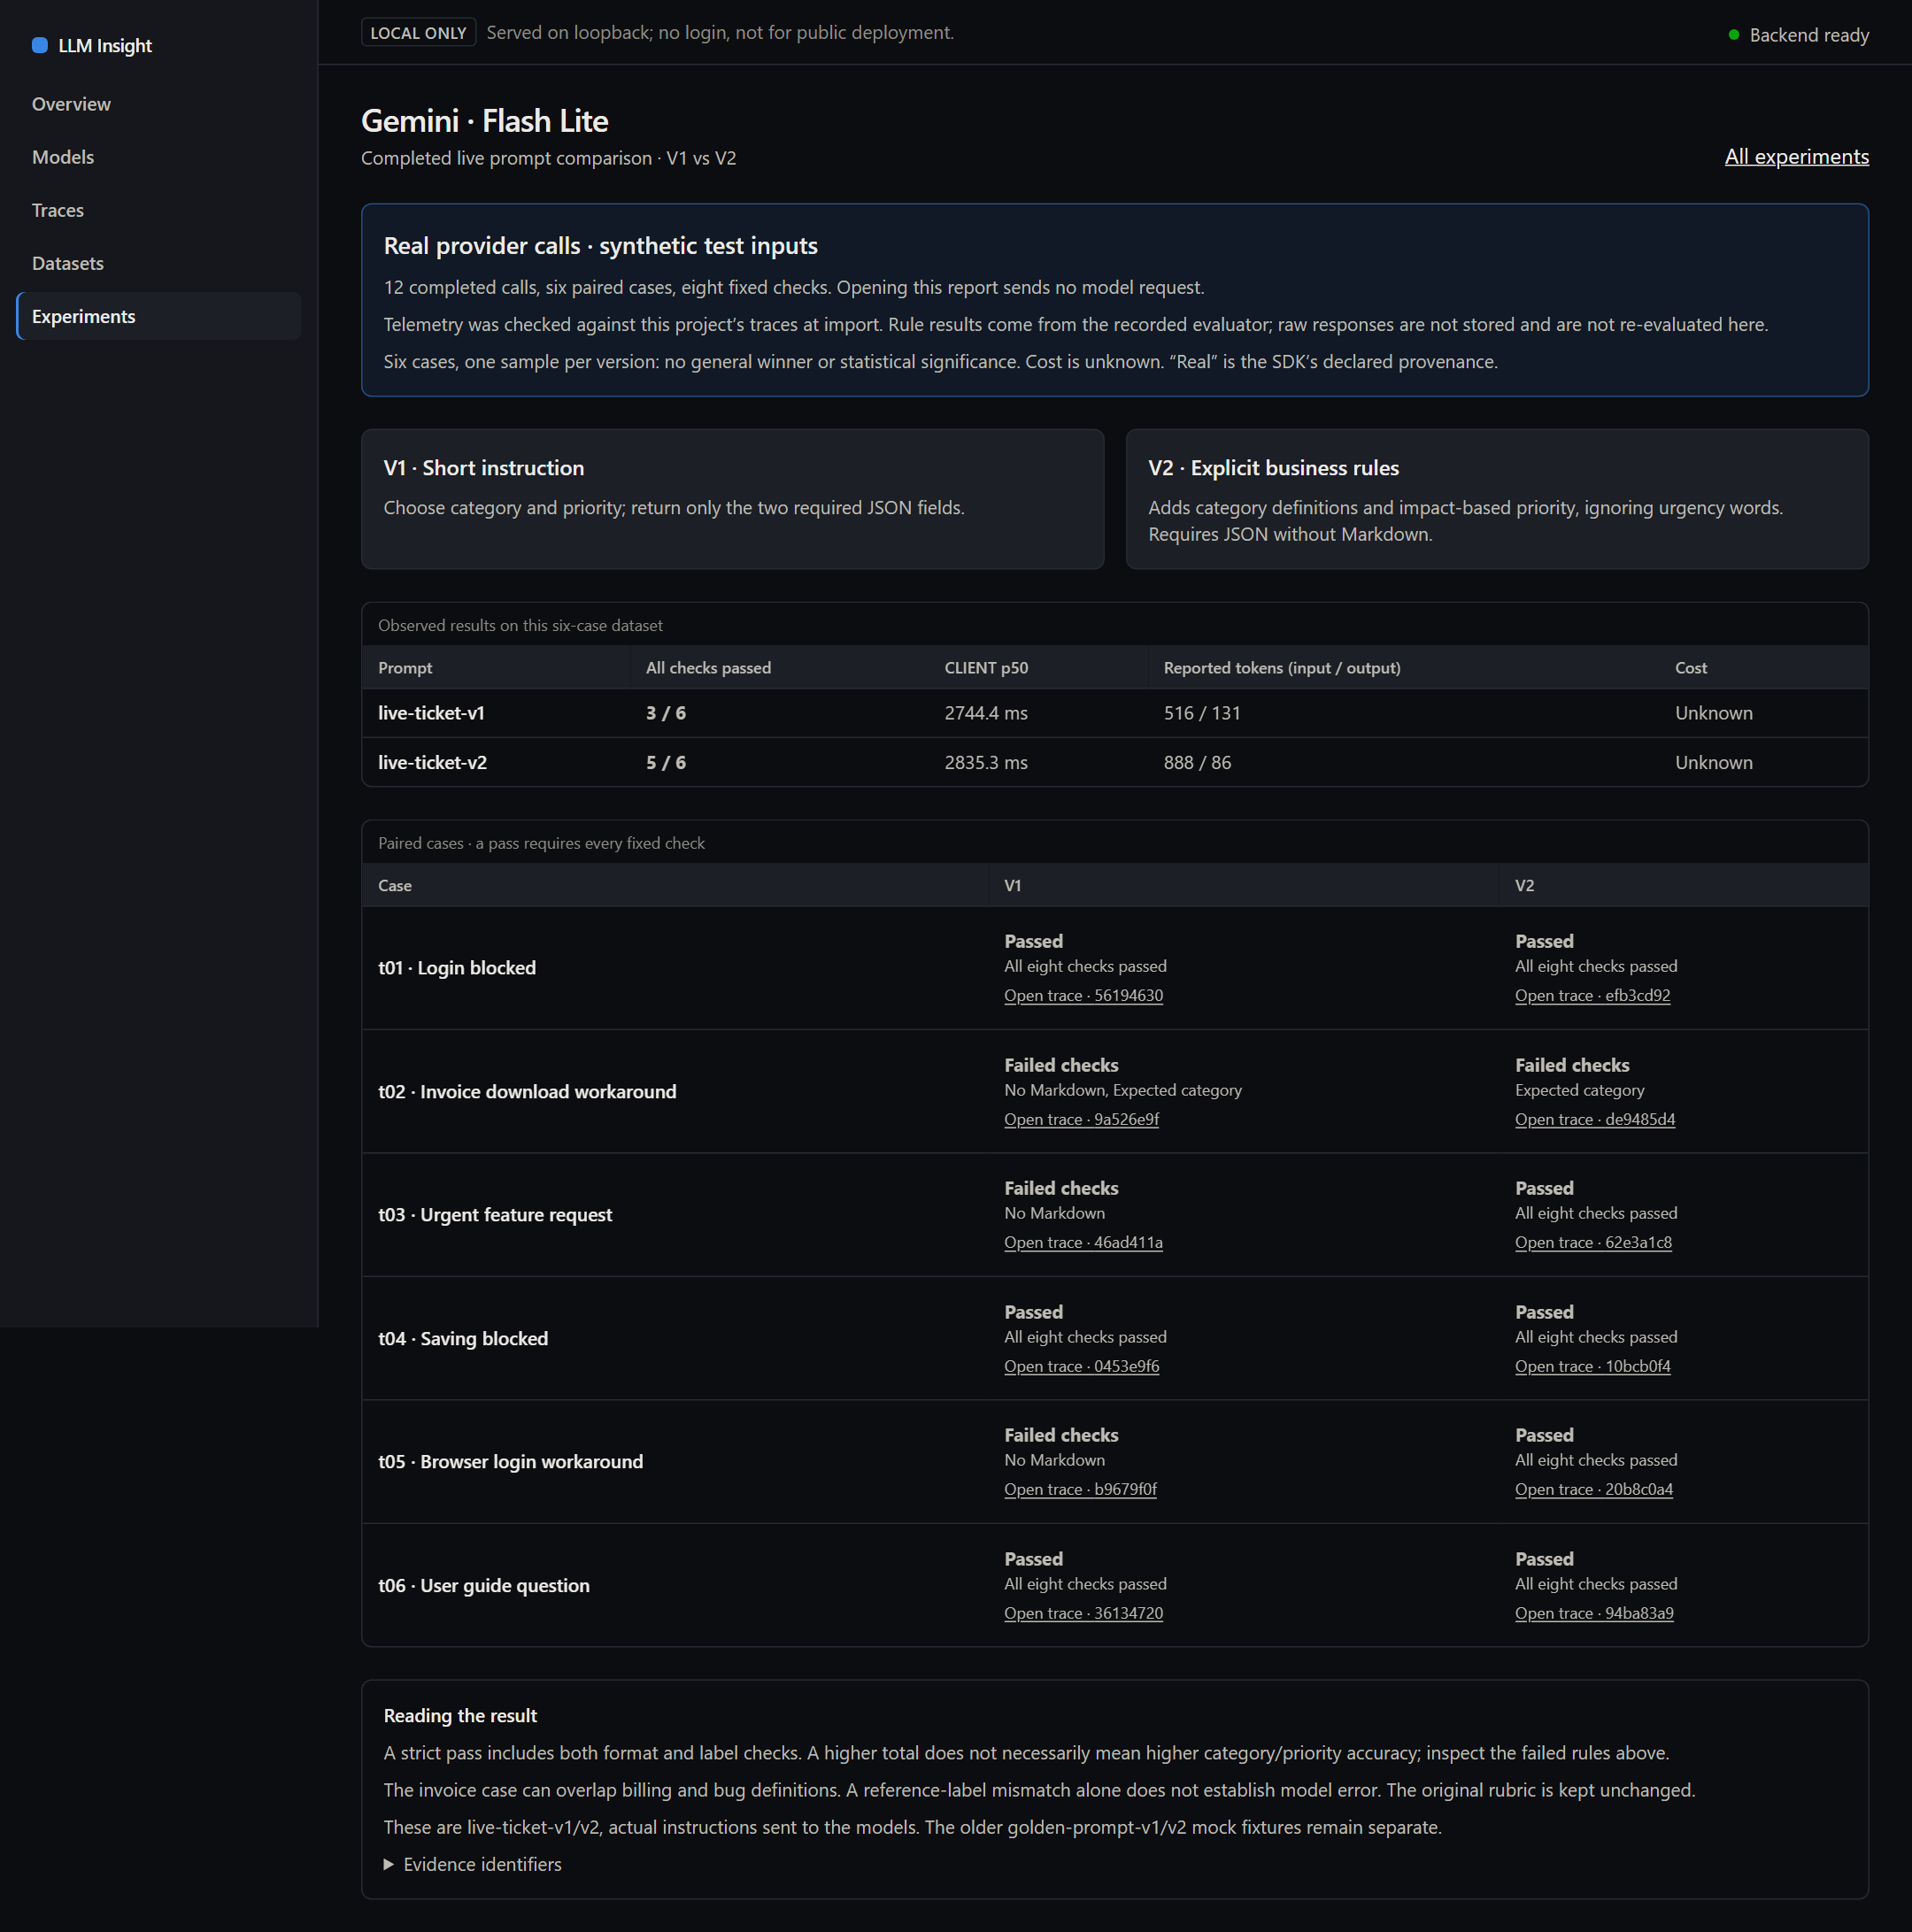 LLM Insight
Overview
Models
Traces
Datasets
Experiments
LOCAL ONLY Served on loopback; no login, not for public deployment.
Backend ready
Gemini · Flash Lite
Completed live prompt comparison · V1 vs V2
All experiments
Real provider calls · synthetic test inputs
12 completed calls, six paired cases, eight fixed checks. Opening this report sends no model request.
Telemetry was checked against this project’s traces at import. Rule results come from the recorded evaluator; raw responses are not stored and are not re-evaluated here.
Six cases, one sample per version: no general winner or statistical significance. Cost is unknown. “Real” is the SDK’s declared provenance.
V1 · Short instruction
Choose category and priority; return only the two required JSON fields.
V2 · Explicit business rules
Adds category definitions and impact-based priority, ignoring urgency words.
Requires JSON without Markdown.
Observed results on this six-case dataset
Prompt All checks passed CLIENT p50 Reported tokens (input / output) Cost
live-ticket-v1 3 / 6 2744.4 ms 516 / 131 Unknown
live-ticket-v2 5 / 6 2835.3 ms 888 / 86 Unknown
Paired cases · a pass requires every fixed check
Case V1 V2
t01 · Login blocked
Passed
All eight checks passed
Open trace · 56194630
Passed
All eight checks passed
Open trace · efb3cd92
t02 · Invoice download workaround
Failed checks
No Markdown, Expected category
Open trace · 9a526e9f
Failed checks
Expected category
Open trace · de9485d4
t03 · Urgent feature request
Failed checks
No Markdown
Open trace · 46ad411a
Passed
All eight checks passed
Open trace · 62e3a1c8
t04 · Saving blocked
Passed
All eight checks passed
Open trace · 0453e9f6
Passed
All eight checks passed
Open trace · 10bcb0f4
t05 · Browser login workaround
Failed checks
No Markdown
Open trace · b9679f0f
Passed
All eight checks passed
Open trace · 20b8c0a4
t06 · User guide question
Passed
All eight checks passed
Open trace · 36134720
Passed
All eight checks passed
Open trace · 94ba83a9
Reading the result
A strict pass includes both format and label checks. A higher total does not necessarily mean higher category/priority accuracy; inspect the failed rules above.
The invoice case can overlap billing and bug definitions. A reference-label mismatch alone does not establish model error. The original rubric is kept unchanged.
These are live-ticket-v1/v2, actual instructions sent to the models. The older golden-prompt-v1/v2 mock fixtures remain separate.
▶ Evidence identifiers